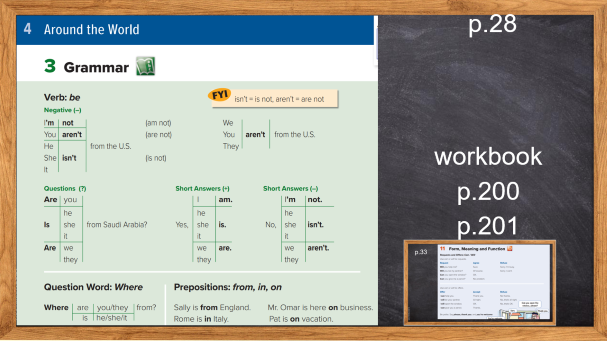 4 Around the World
3 Grammar
Verb: be
FYI isn't = is not, aren't = are not
Negative (–)
I'm not (am not)
You aren't (are not)
He
She isn't (is not)
It
from the U.S.
We
You aren't from the U.S.
They
Questions (?)
Are you
he
Is she from Saudi Arabia?
it
Are we
they
Short Answers (+)
I am.
he
Yes, she is.
it
we are.
they
Short Answers (–)
I'm not.
he
No, she isn't.
it
we aren't.
they
Question Word: Where
Where are you/they from?
is he/she/it
Prepositions: from, in, on
Sally is from England. Mr. Omar is here on business.
Rome is in Italy. Pat is on vacation.
p.28
workbook
p.200
p.201
p.33
11 Form, Meaning and Function